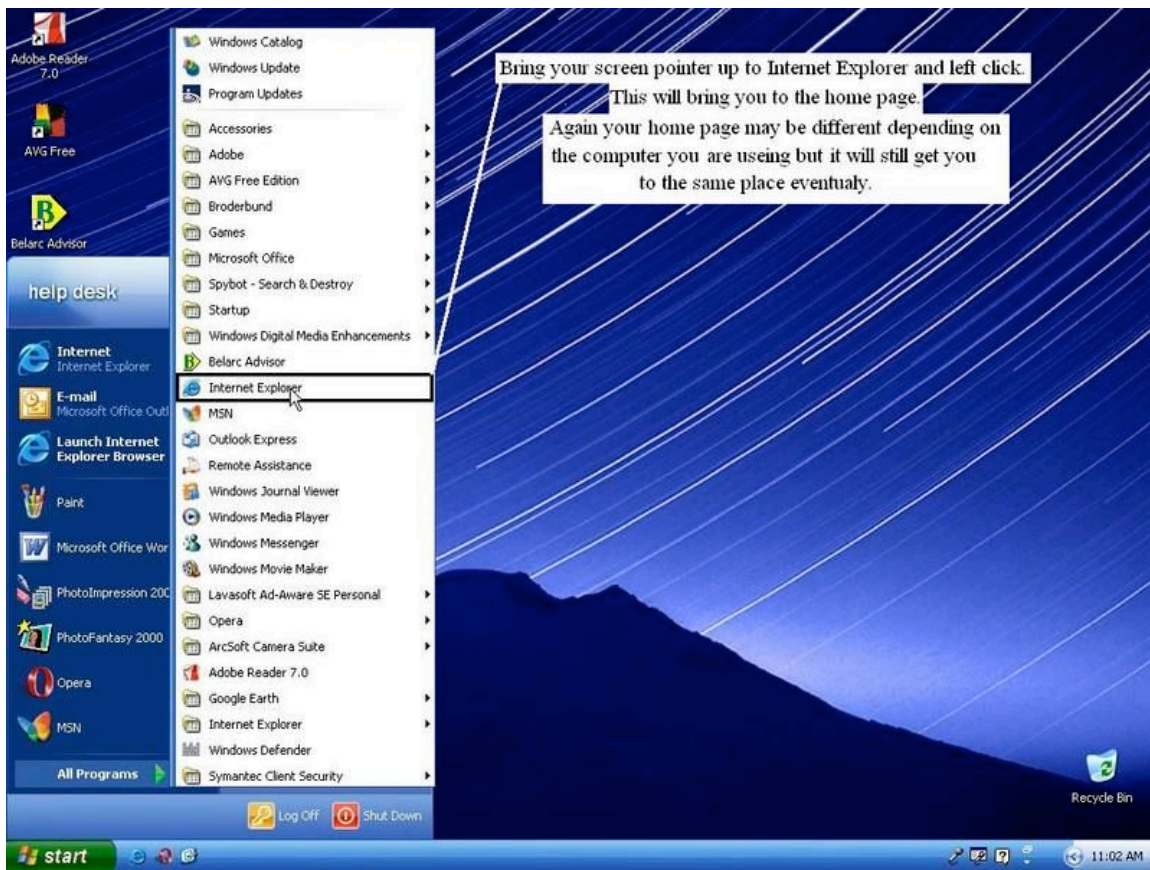 Adobe Reader
7.0
AVG Free
Belarc Advisor
help desk
Internet
Internet Explorer
E-mail
Microsoft Office Outl
Launch Internet
Explorer Browser
Paint
Microsoft Office Wor
PhotoImpression 200
PhotoFantasy 2000
Opera
MSN
All Programs
Windows Catalog
Windows Update
Program Updates
Accessories
Adobe
AVG Free Edition
Broderbund
Games
Microsoft Office
Spybot - Search & Destroy
Startup
Windows Digital Media Enhancements
Belarc Advisor
Internet Explorer
MSN
Outlook Express
Remote Assistance
Windows Journal Viewer
Windows Media Player
Windows Messenger
Windows Movie Maker
Lavasoft Ad-Aware SE Personal
Opera
ArcSoft Camera Suite
Adobe Reader 7.0
Google Earth
Internet Explorer
Windows Defender
Symantec Client Security
Log Off
Shut Down
Bring your screen pointer up to Internet Explorer and left click.
This will bring you to the home page.
Again your home page may be different depending on
the computer you are useing but it will still get you
to the same place eventualy.
Recycle Bin
start
11:02 AM